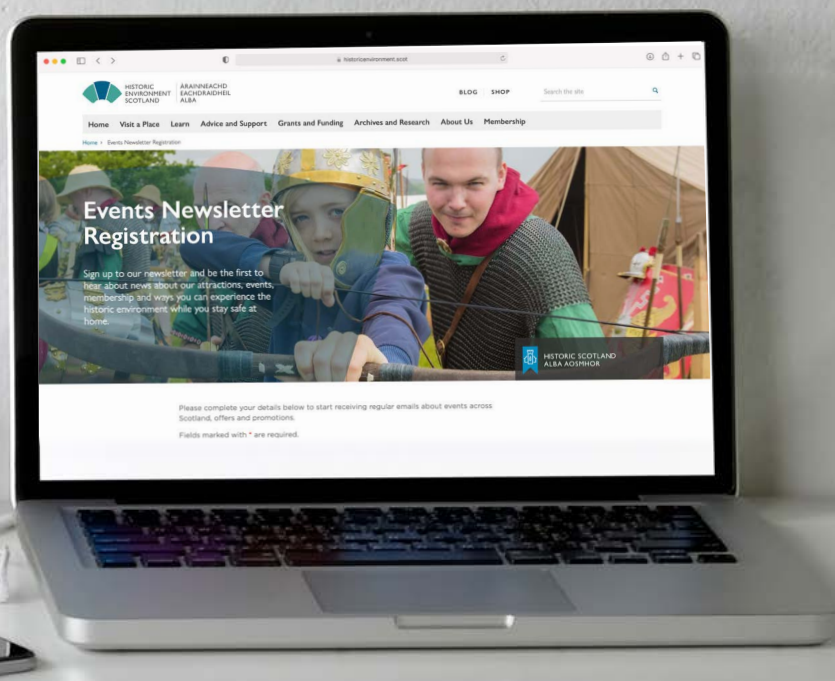 historicenvironment.scot
HISTORIC
ENVIRONMENT
SCOTLAND
ÀRAINNEACHD
EACHDRAIDHEIL
ALBA
BLOG SHOP
Search the site
Home Visit a Place Learn Advice and Support Grants and Funding Archives and Research About Us Membership
Home > Events Newsletter Registration
Events Newsletter
Registration
Sign up to our newsletter and be the first to
hear about news about our attractions, events,
membership and ways you can experience the
historic environment while you stay safe at
home.
HISTORIC SCOTLAND
ALBA AOSMHOR
Please complete your details below to start receiving regular emails about events across
Scotland, offers and promotions.
Fields marked with * are required.